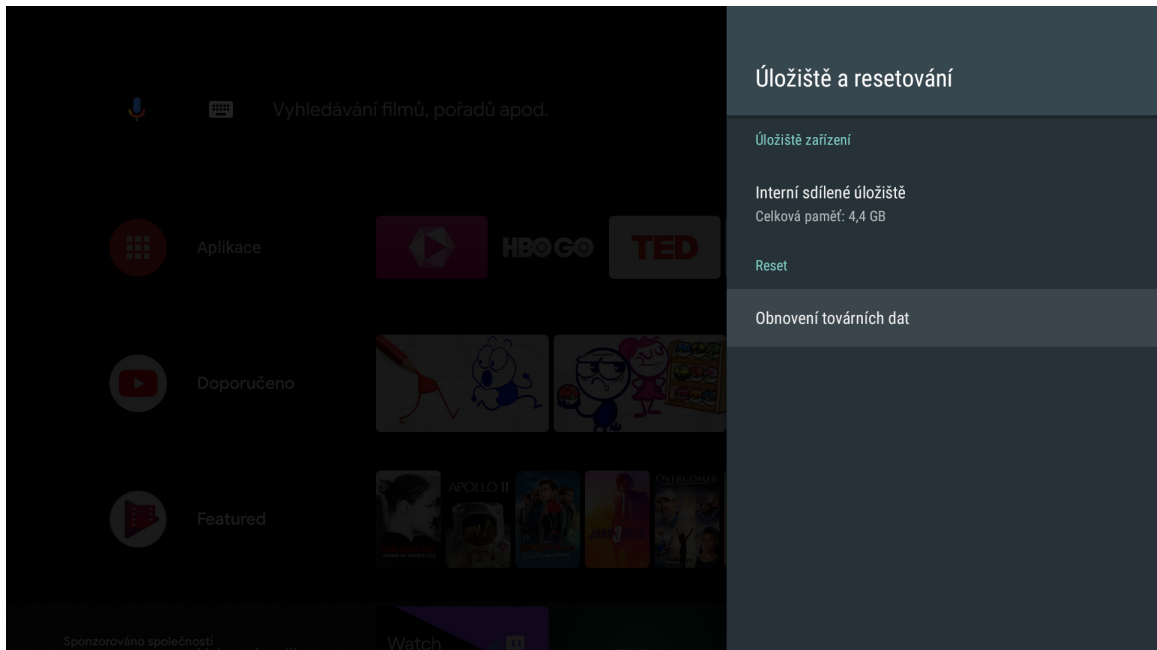 Vyhledávání filmů, pořadů apod.
Aplikace
HBO GO
TED
Doporučeno
Featured
APOLLO 11
OVERCOMER
Sponzorováno společností
Watch
Úložiště a resetování
Úložiště zařízení
Interní sdílené úložiště
Celková paměť: 4,4 GB
Reset
Obnovení továrních dat